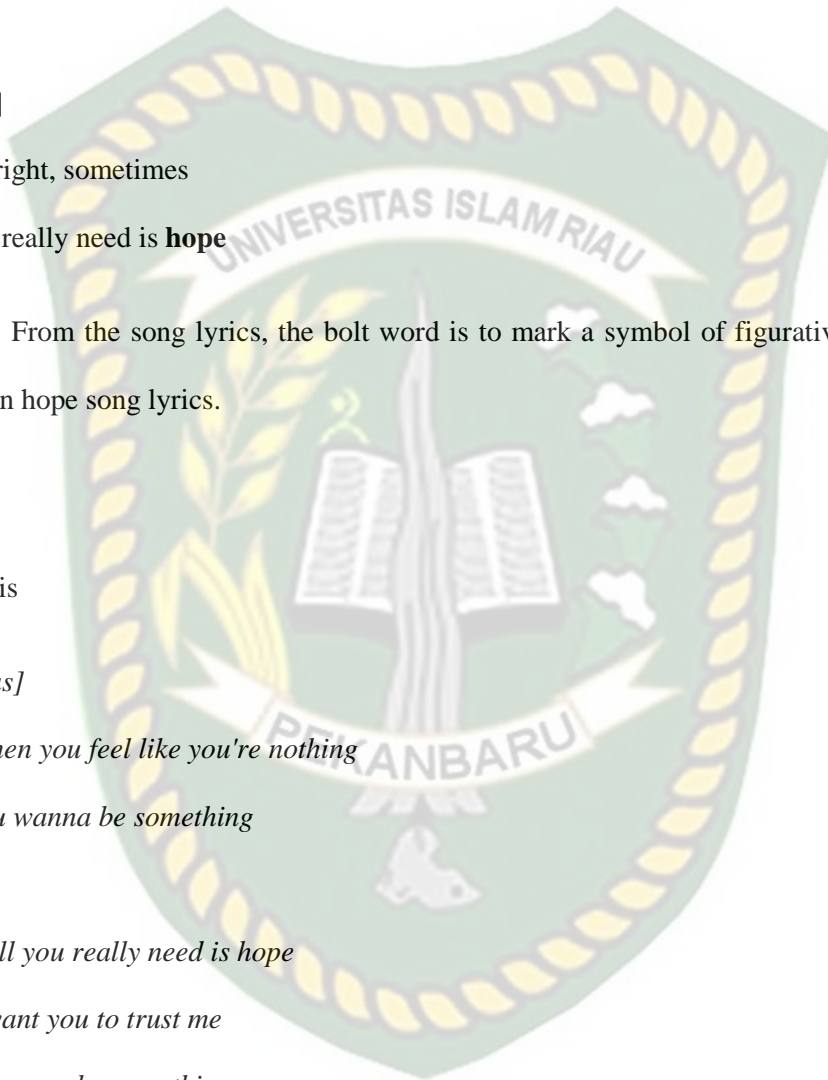 ]
right, sometimes
really need is hope
From the song lyrics, the bolt word is to mark a symbol of figurativ
n hope song lyrics.
is
s]
hen you feel like you're nothing
u wanna be something
ll you really need is hope
ant you to trust me
UNIVERSITAS ISLAM RIAU
PEKANBARU